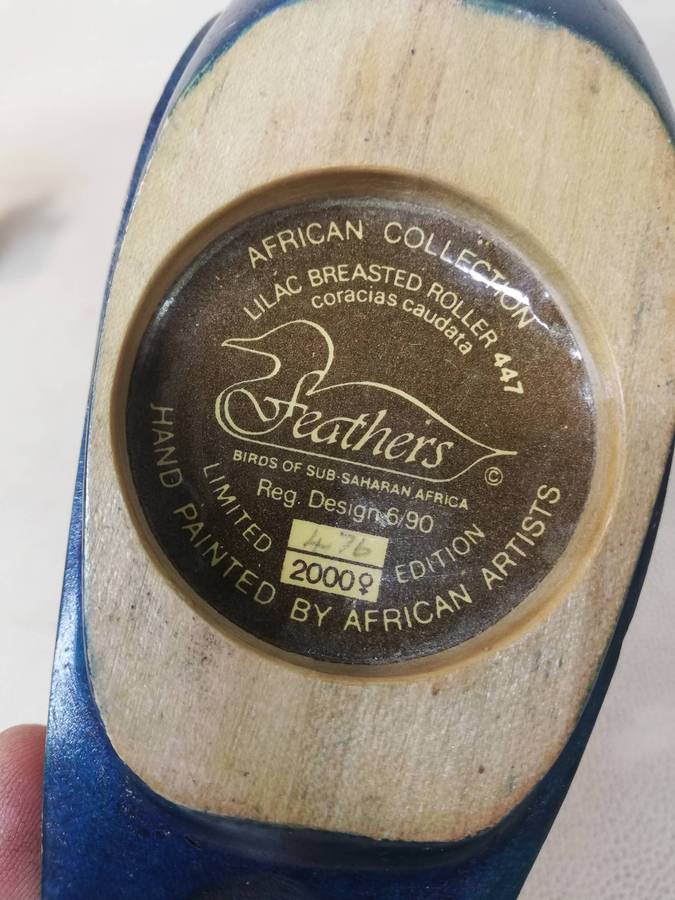 AFRICAN COLLECTION
LILAC BREASTED ROLLER 447
coracias caudata
Feathers ©
BIRDS OF SUB-SAHARAN AFRICA
Reg. Design 6/90
LIMITED EDITION
476
2000♀
HAND PAINTED BY AFRICAN ARTISTS